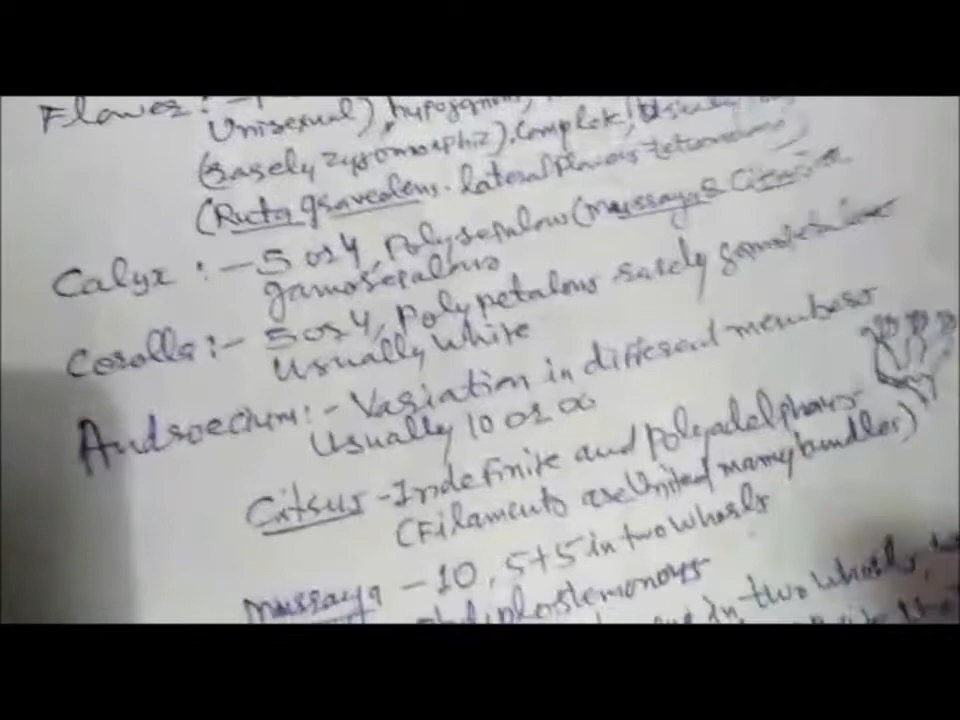 Flower :-
Unisexual), hypogynous,
(rarely zygomorphic), Complete,
(Ruta graveolens. lateral flowers tetramerous)
Calyx :- 5 or 4, Polysepalous (Murraya & Citrus
gamosepalous
Corolla :- 5 or 4, Polypetalous rarely gamopetalous
Usually White
Androecium :- Variation in different members
Usually 10 or ∞
Citrus - Indefinite and Polyadelphous-
(Filaments are United many bundles)
Murraya - 10, 5+5 in two whorls
obdiplostemonous
in two whorls,